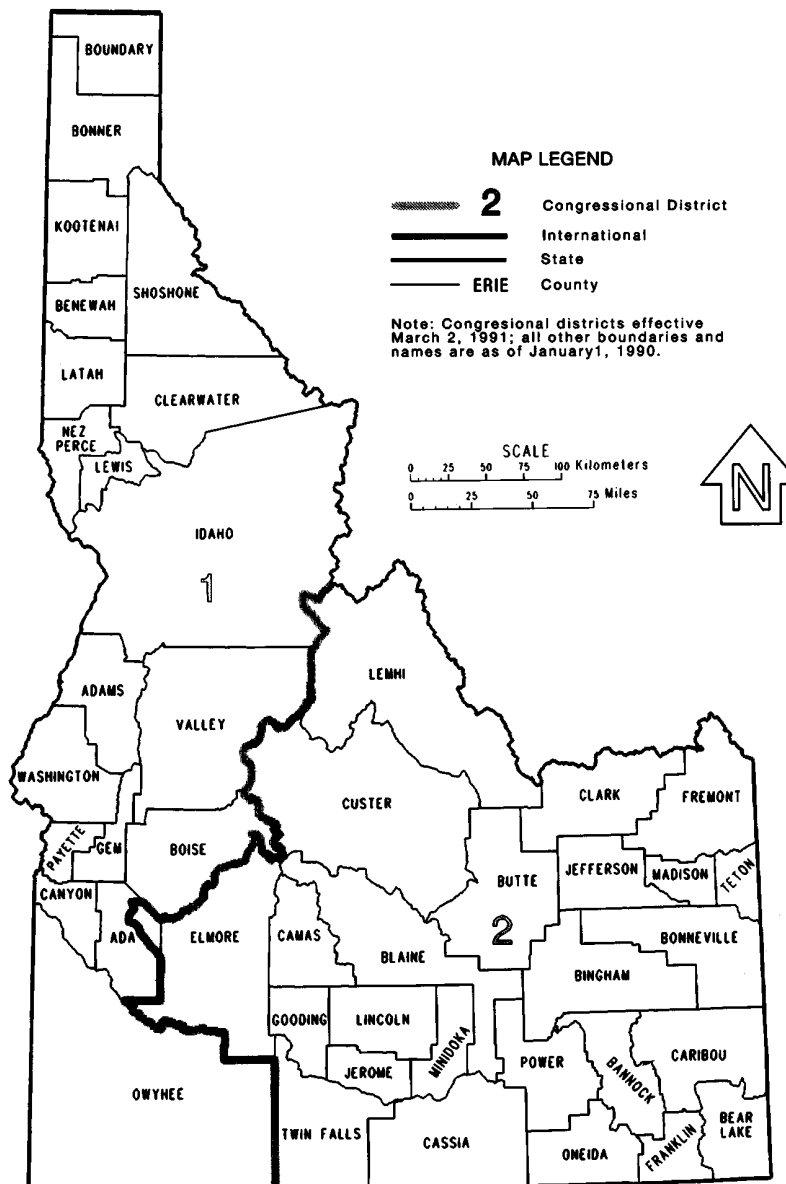 BOUNDARY
BONNER
MAP LEGEND
2 Congressional District
International
State
ERIE County
Note: Congresional districts effective
March 2, 1991; all other boundaries and
names are as of January1, 1990.
KOOTENAI
SHOSHONE
BENEWAH
LATAH
CLEARWATER
NEZ
PERCE
LEWIS
SCALE
0 25 50 75 100 Kilometers
0 25 50 75 Miles
N
IDAHO
1
LEMHI
ADAMS
VALLEY
WASHINGTON
CUSTER
CLARK
FREMONT
PAYETTE
GEM
BOISE
BUTTE
JEFFERSON
MADISON
TETON
CANYON
ADA
ELMORE
CAMAS
2
BLAINE
BONNEVILLE
BINGHAM
GOODING
LINCOLN
MINIDOKA
JEROME
POWER
BANNOCK
CARIBOU
OWYHEE
TWIN FALLS
CASSIA
ONEIDA
FRANKLIN
BEAR
LAKE